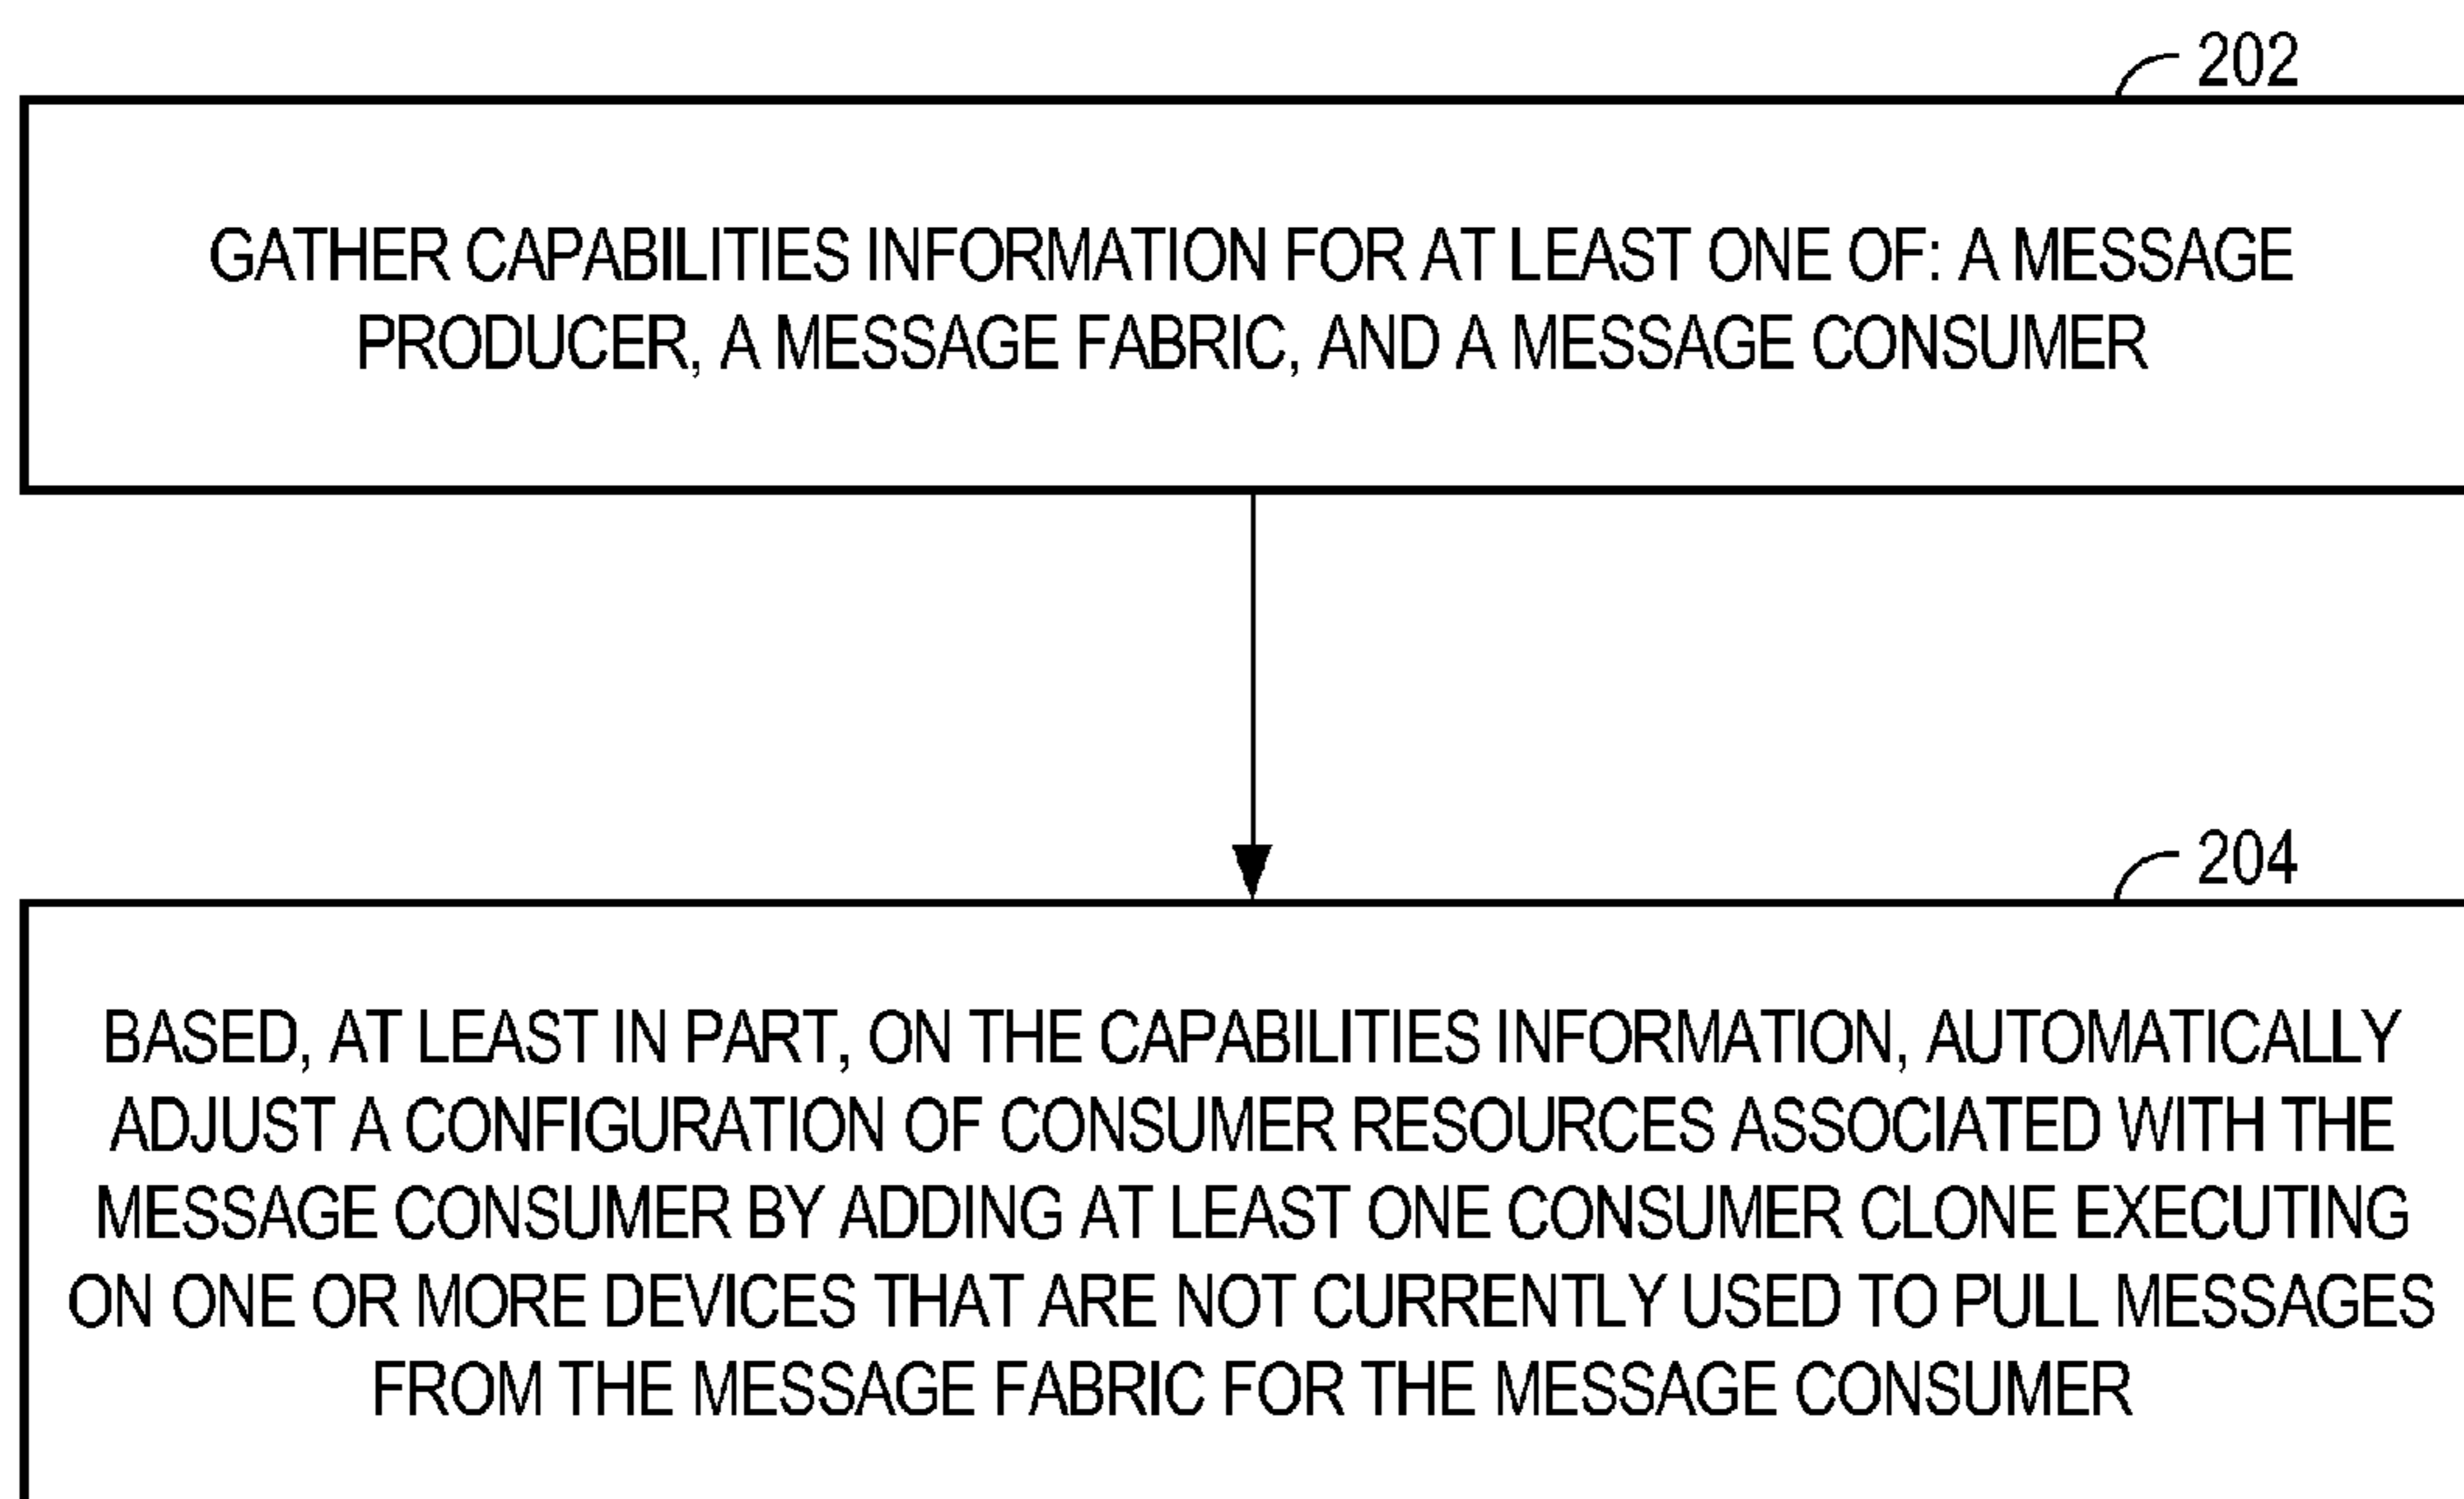 202
GATHER CAPABILITIES INFORMATION FOR AT LEAST ONE OF: A MESSAGE
PRODUCER, A MESSAGE FABRIC, AND A MESSAGE CONSUMER
204
BASED, AT LEAST IN PART, ON THE CAPABILITIES INFORMATION, AUTOMATICALLY
ADJUST A CONFIGURATION OF CONSUMER RESOURCES ASSOCIATED WITH THE
MESSAGE CONSUMER BY ADDING AT LEAST ONE CONSUMER CLONE EXECUTING
ON ONE OR MORE DEVICES THAT ARE NOT CURRENTLY USED TO PULL MESSAGES
FROM THE MESSAGE FABRIC FOR THE MESSAGE CONSUMER